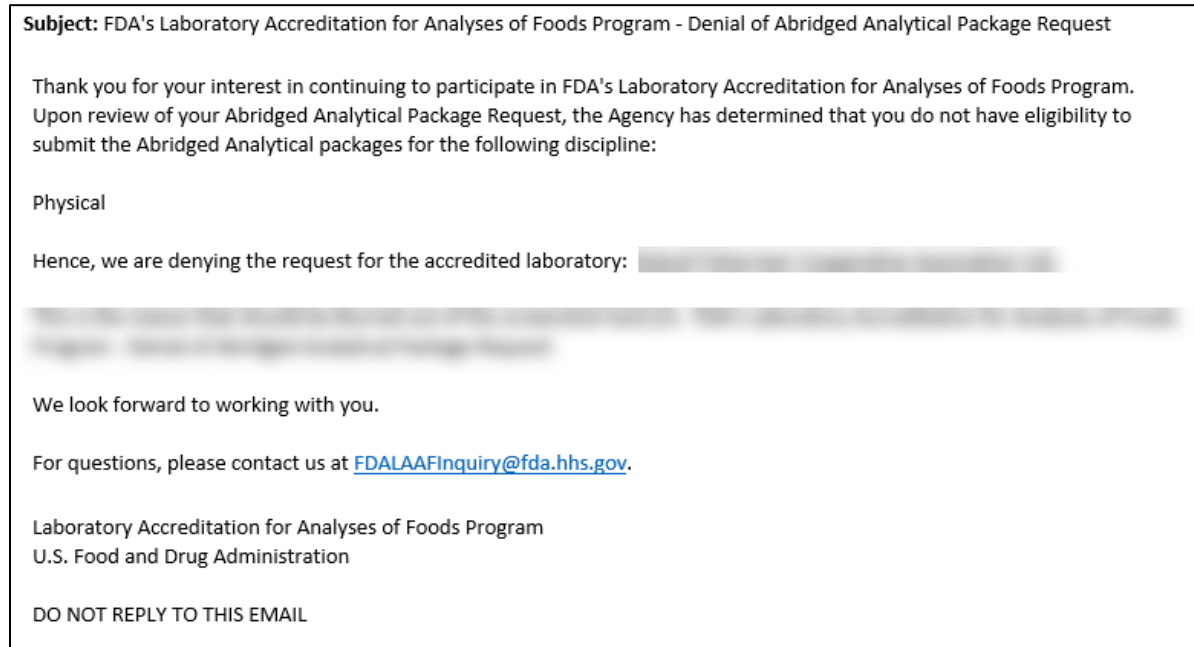 Subject: FDA's Laboratory Accreditation for Analyses of Foods Program - Denial of Abridged Analytical Package Request
Thank you for your interest in continuing to participate in FDA's Laboratory Accreditation for Analyses of Foods Program.
Upon review of your Abridged Analytical Package Request, the Agency has determined that you do not have eligibility to
submit the Abridged Analytical packages for the following discipline:
Physical
Hence, we are denying the request for the accredited laboratory:
We look forward to working with you.
For questions, please contact us at FDALAAFInquiry@fda.hhs.gov.
Laboratory Accreditation for Analyses of Foods Program
U.S. Food and Drug Administration
DO NOT REPLY TO THIS EMAIL